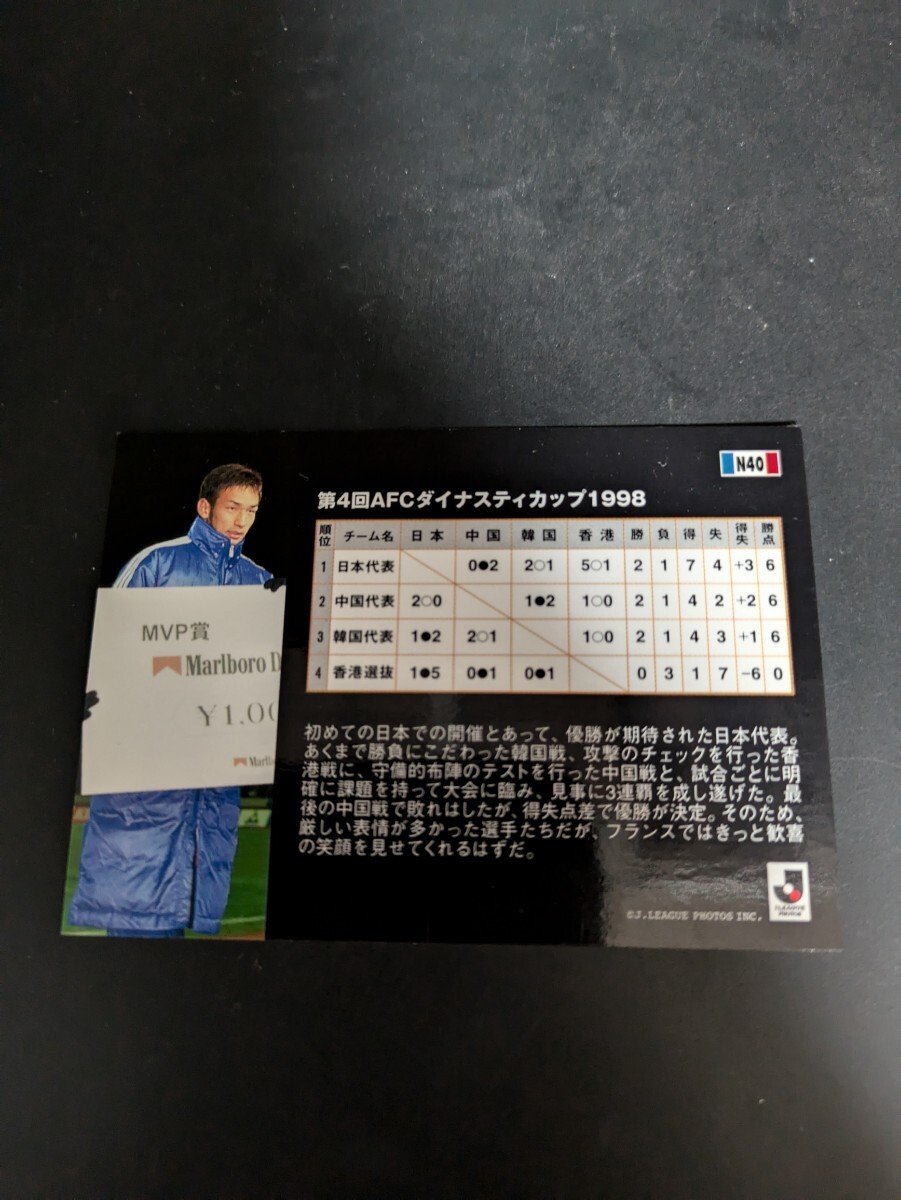 N40
第4回AFCダイナスティカップ1998
順位 チーム名 日本 中国 韓国 香港 勝 負 得 失 得失 勝点
1 日本代表 0●2 2○1 5○1 2 1 7 4 +3 6
2 中国代表 2○0 1●2 1○0 2 1 4 2 +2 6
3 韓国代表 1●2 2○1 1○0 2 1 4 3 +1 6
4 香港選抜 1●5 0●1 0●1 0 3 1 7 -6 0
MVP賞
Marlboro D
¥1.00
Marlb
初めての日本での開催とあって、優勝が期待された日本代表。
あくまで勝負にこだわった韓国戦、攻撃のチェックを行った香
港戦に、守備的布陣のテストを行った中国戦と、試合ごとに明
確に課題を持って大会に臨み、見事に3連覇を成し遂げた。最
後の中国戦で敗れはしたが、得失点差で優勝が決定。そのため、
厳しい表情が多かった選手たちだが、フランスではきっと歓喜
の笑顔を見せてくれるはずだ。
©J.LEAGUE PHOTOS INC.